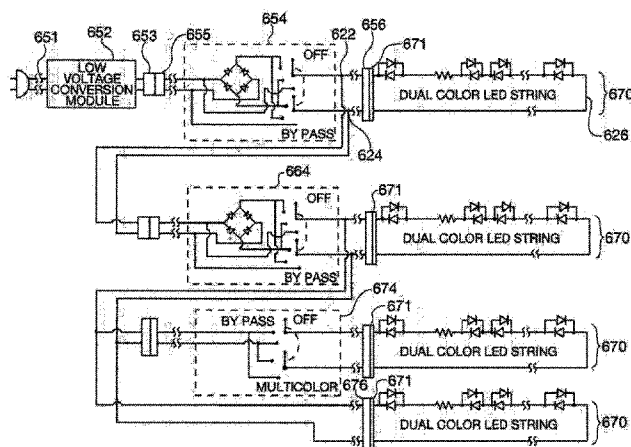 651
652
653
655
654
622
656
671
LOW
VOLTAGE
CONVERSION
MODULE
OFF
DUAL COLOR LED STRING
670
626
BY PASS
624
664
OFF
671
DUAL COLOR LED STRING
670
BY PASS
674
BY PASS
OFF
671
DUAL COLOR LED STRING
670
MULTICOLOR
676
671
DUAL COLOR LED STRING
670